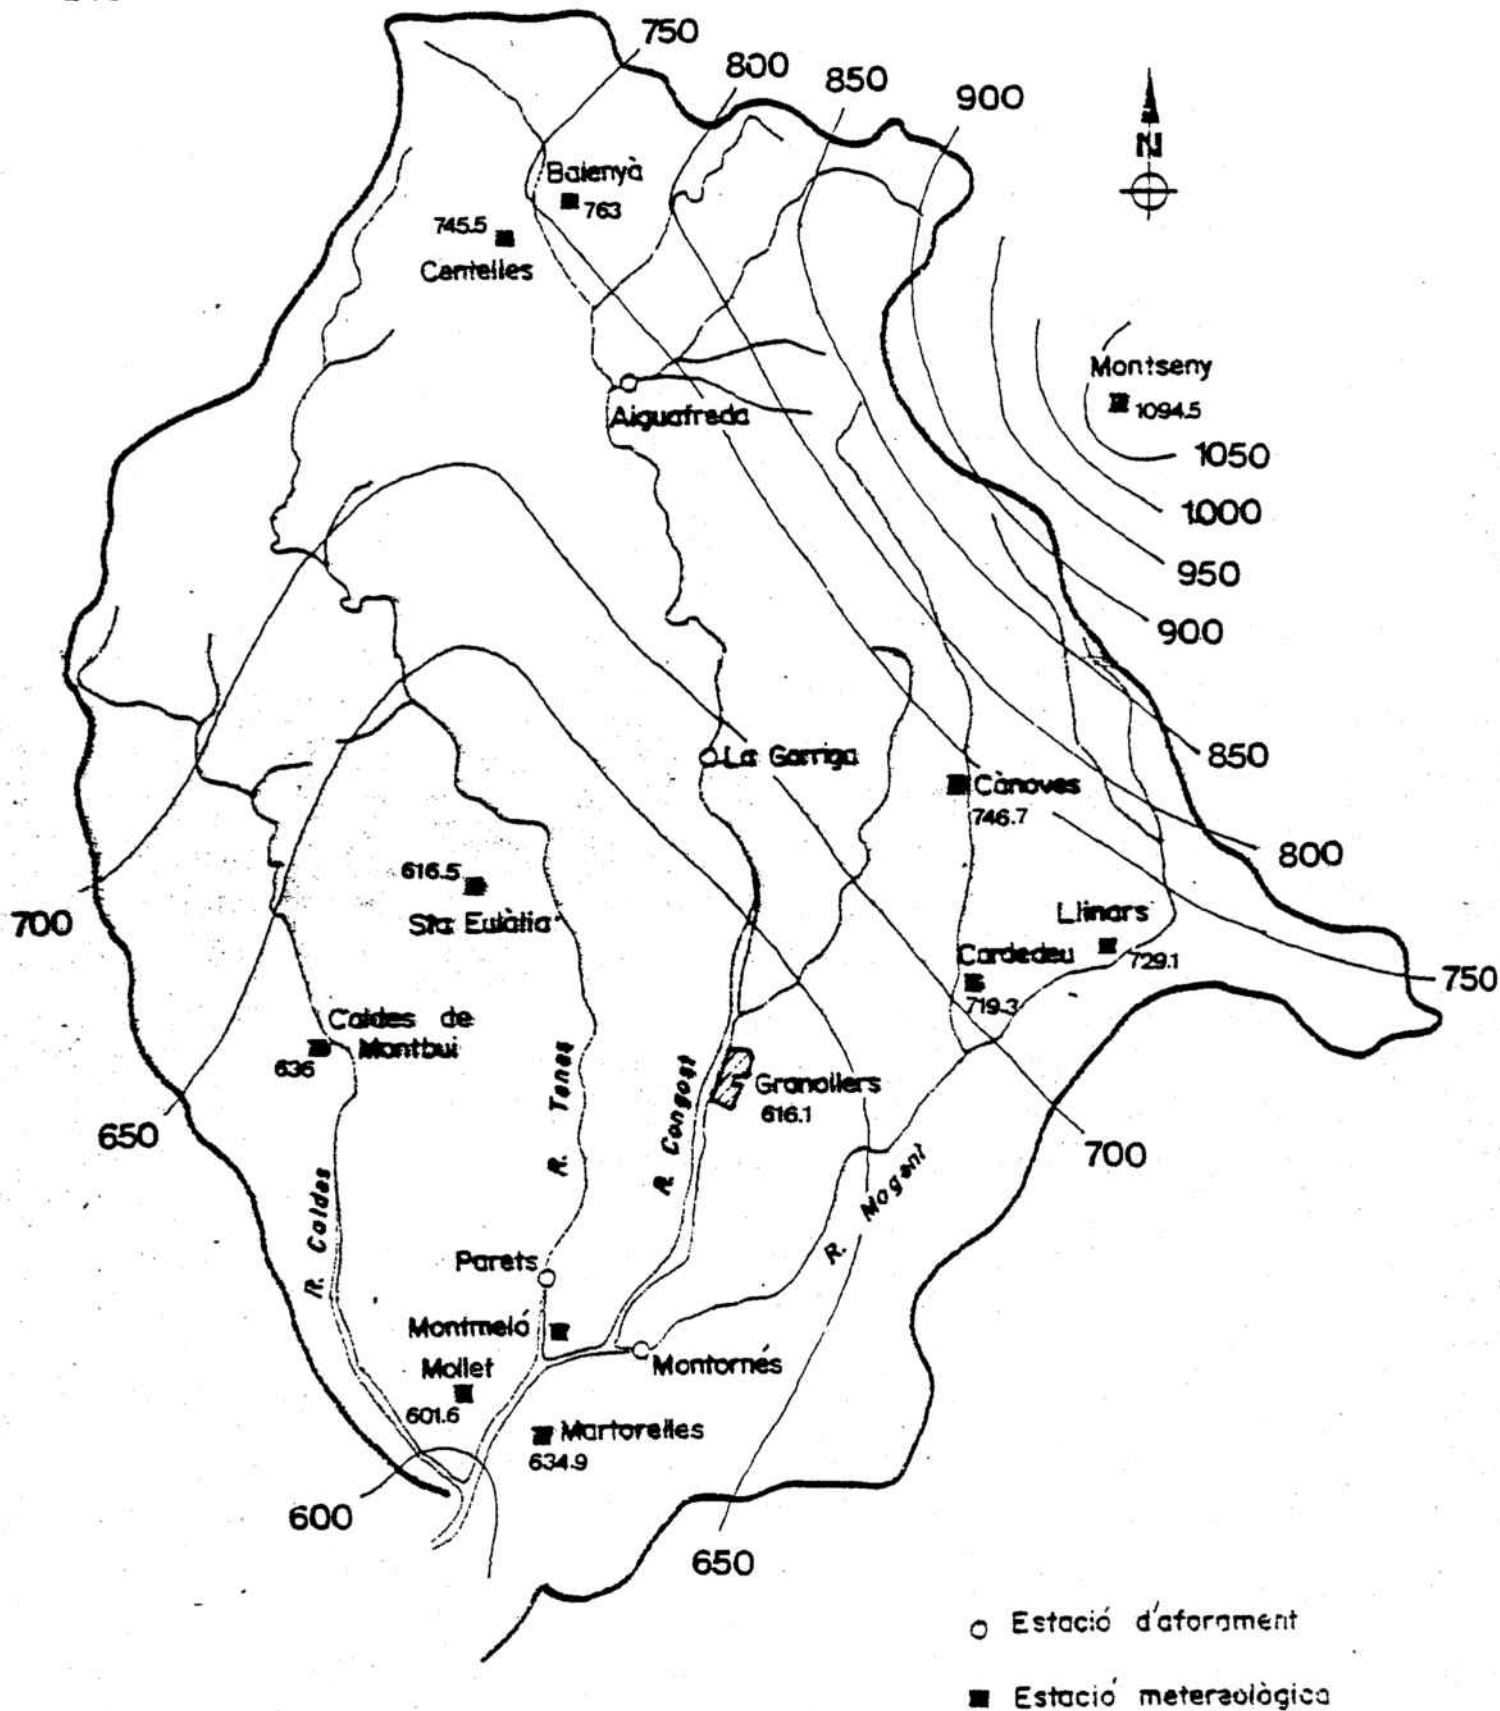 750
800
850
900
N
Balenyà
763
745.5
Centelles
Montseny
1094.5
Aiguafreda
1050
1000
950
900
La Garriga
850
Cànoves
746.7
800
616.5
Sta Eulàlia
700
Llinars
729.1
Cardedeu
719.3
750
Caldes de
Montbui
636
R. Tenes
R. Congost
Granollers
616.1
650
700
R. Caldes
R. Mogent
Parets
Montmeló
Montornés
Mollet
601.6
Martorelles
634.9
600
650
Estació d'aforament
Estació metereològica